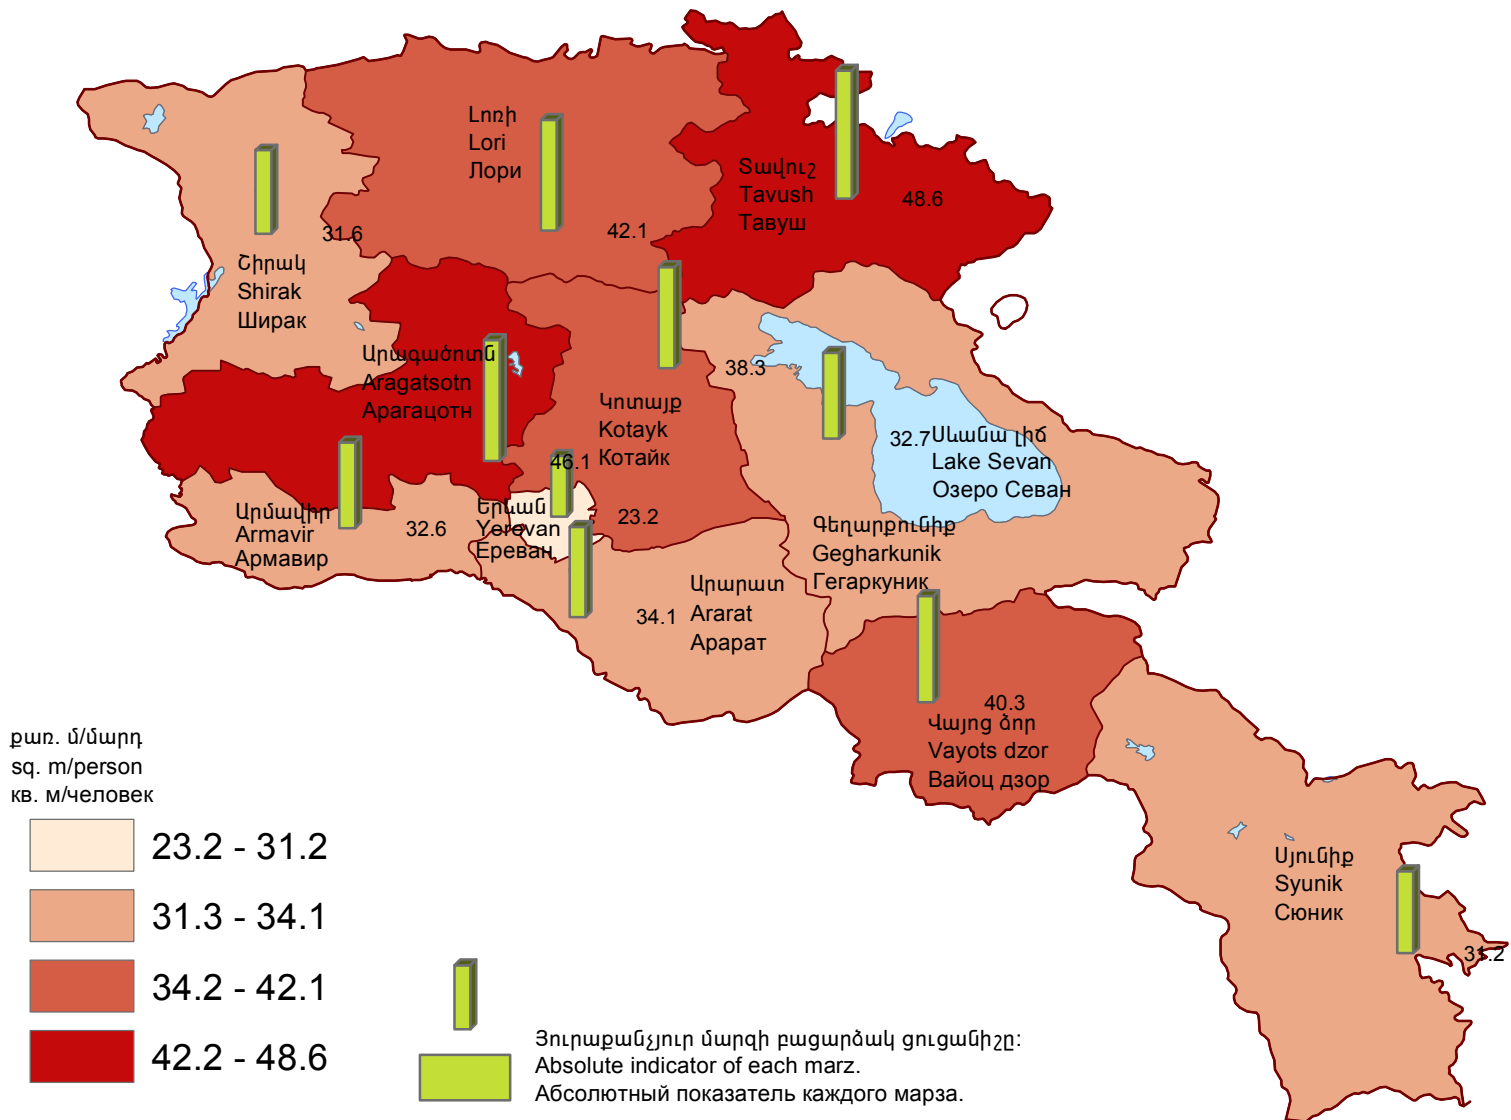 Լոռի
Lori
Лори
42.1
Տավուշ
Tavush
Тавуш
48.6
31.6
Շիրակ
Shirak
Ширак
Արագածոտն
Aragatsotn
Арагацотн
46.1
Կոտայք
Kotayk
Котайк
38.3
32.7
Սևանա լիճ
Lake Sevan
Озеро Севан
Արմավիր
Armavir
Армавир
32.6
Երևան
Yerevan
Ереван
23.2
Գեղարքունիք
Gegharkunik
Гегаркуник
34.1
Արարատ
Ararat
Арарат
40.3
Վայոց ձոր
Vayots dzor
Вайоц дзор
Սյունիք
Syunik
Сюник
31.2
քառ. մ/մարդ
sq. m/person
кв. м/человек
23.2 - 31.2
31.3 - 34.1
34.2 - 42.1
42.2 - 48.6
Յուրաքանչյուր մարզի բացարձակ ցուցանիշը:
Absolute indicator of each marz.
Абсолютный показатель каждого марза.